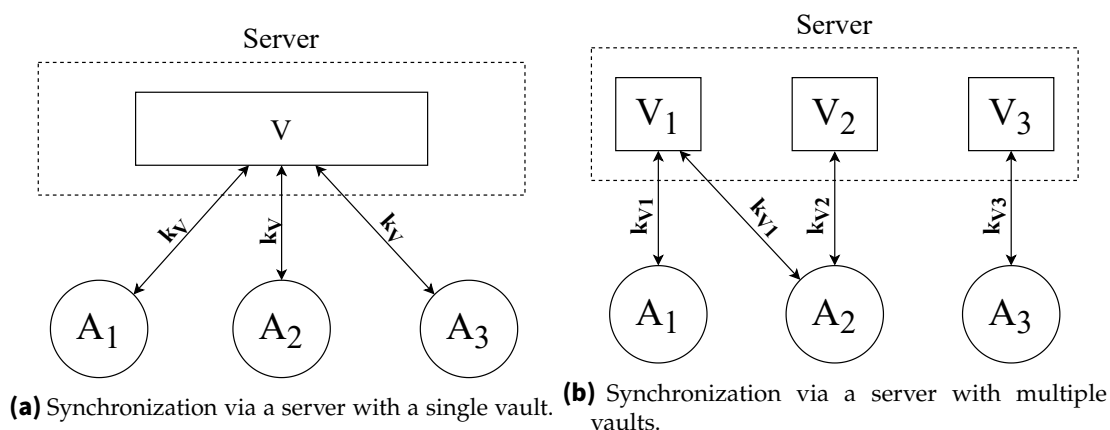 Server
V
kV
kV
kV
A1
A2
A3
(a) Synchronization via a server with a single vault.
Server
V1
V2
V3
kV1
kV1
kV2
kV3
A1
A2
A3
(b) Synchronization via a server with multiple
vaults.